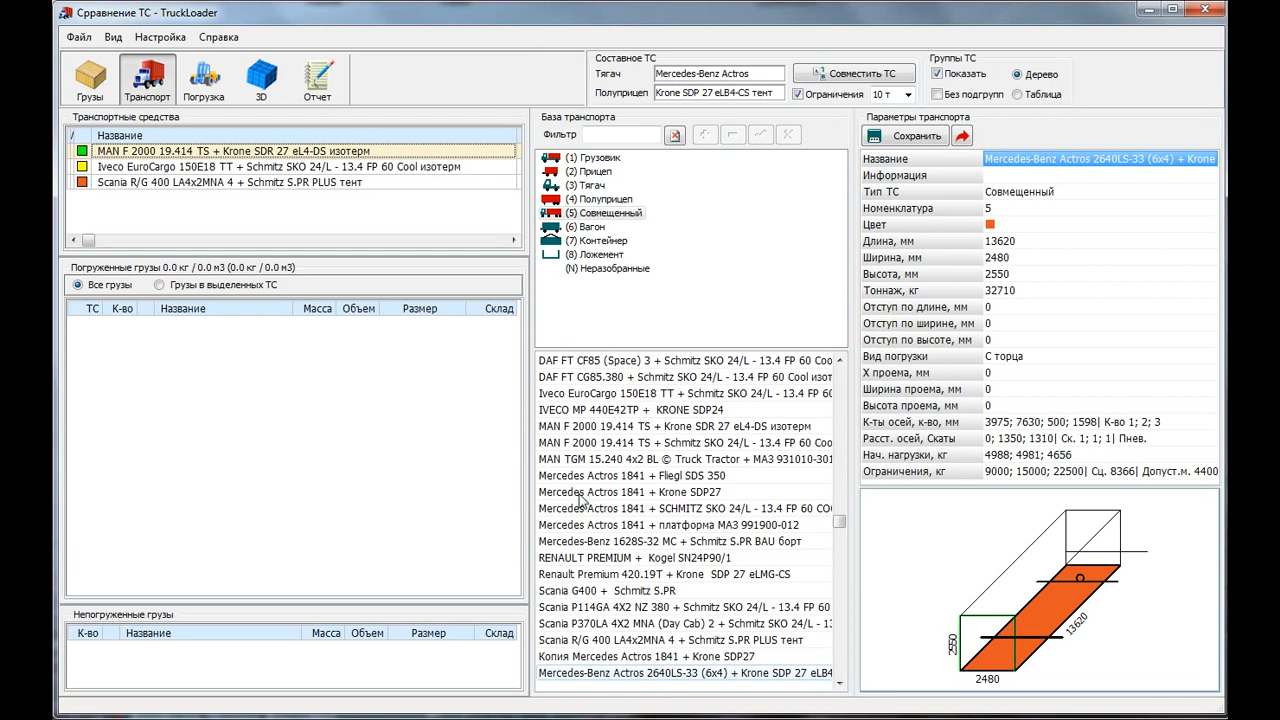 Срравнение ТС - TruckLoader
Файл Вид Настройка Справка
Грузы Транспорт Погрузка 3D Отчет
Составное ТС
Тягач Mercedes-Benz Actros Совместить ТС
Полуприцеп Krone SDP 27 eLB4-CS тент Ограничения 10 т
Группы ТС
Показать Дерево
Без подгрупп Таблица
Транспортные средства
/ Название
MAN F 2000 19.414 TS + Krone SDR 27 eL4-DS изотерм
Iveco EuroCargo 150E18 TT + Schmitz SKO 24/L - 13.4 FP 60 Cool изотерм
Scania R/G 400 LA4x2MNA 4 + Schmitz S.PR PLUS тент
Погруженные грузы 0.0 кг / 0.0 м3 (0.0 кг / 0.0 м3)
Все грузы Грузы в выделенных ТС
ТС К-во Название Масса Объем Размер Склад
Непогруженные грузы
К-во Название Масса Объем Размер Склад
База транспорта
Фильтр
(1) Грузовик
(2) Прицеп
(3) Тягач
(4) Полуприцеп
(5) Совмещенный
(6) Вагон
(7) Контейнер
(8) Ложемент
(N) Неразобранные
DAF FT CF85 (Space) 3 + Schmitz SKO 24/L - 13.4 FP 60 Coo
DAF FT CG85.380 + Schmitz SKO 24/L - 13.4 FP 60 Cool изот
Iveco EuroCargo 150E18 TT + Schmitz SKO 24/L - 13.4 FP 60
IVECO MP 440E42TP + KRONE SDP24
MAN F 2000 19.414 TS + Krone SDR 27 eL4-DS изотерм
MAN F 2000 19.414 TS + Schmitz SKO 24/L - 13.4 FP 60 Coo
MAN TGM 15.240 4x2 BL © Truck Tractor + МАЗ 931010-301
Mercedes Actros 1841 + Fliegl SDS 350
Mercedes Actros 1841 + Krone SDP27
Mercedes Actros 1841 + SCHMITZ SKO 24/L - 13.4 FP 60 CO
Mercedes Actros 1841 + платформа МАЗ 991900-012
Mercedes-Benz 1628S-32 MC + Schmitz S.PR BAU борт
RENAULT PREMIUM + Kogel SN24P90/1
Renault Premium 420.19T + Krone SDP 27 eLMG-CS
Scania G400 + Schmitz S.PR
Scania P114GA 4X2 NZ 380 + Schmitz SKO 24/L - 13.4 FP 60
Scania P370LA 4X2 MNA (Day Cab) 2 + Schmitz SKO 24/L - 13
Scania R/G 400 LA4x2MNA 4 + Schmitz S.PR PLUS тент
Копия Mercedes Actros 1841 + Krone SDP27
Mercedes-Benz Actros 2640LS-33 (6x4) + Krone SDP 27 eLB4
Параметры транспорта
Сохранить
Название Mercedes-Benz Actros 2640LS-33 (6x4) + Krone
Информация
Тип ТС Совмещенный
Номенклатура 5
Цвет
Длина, мм 13620
Ширина, мм 2480
Высота, мм 2550
Тоннаж, кг 32710
Отступ по длине, мм 0
Отступ по ширине, мм 0
Отступ по высоте, мм 0
Вид погрузки С торца
X проема, мм 0
Ширина проема, мм 0
Высота проема, мм 0
К-ты осей, к-во, мм 3975; 7630; 500; 1598| К-во 1; 2; 3
Расст. осей, Скаты 0; 1350; 1310| Ск. 1; 1; 1| Пнев.
Нач. нагрузки, кг 4988; 4981; 4656
Ограничения, кг 9000; 15000; 22500| Сц. 8366| Допуст.м. 4400
2550
13620
2480